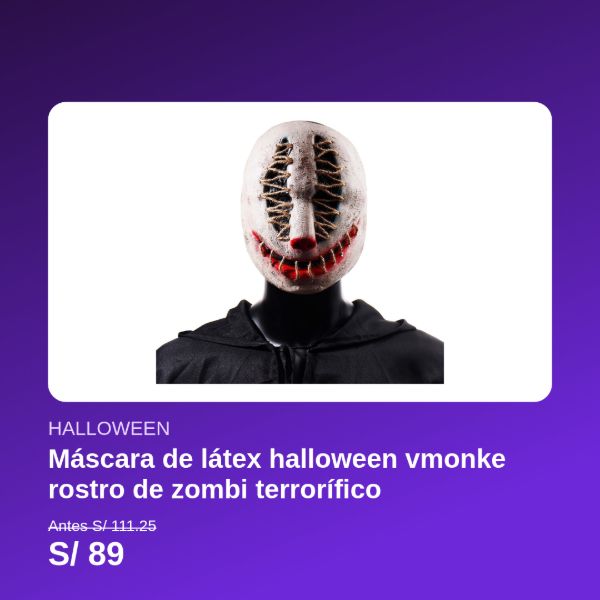 HALLOWEEN
Máscara de látex halloween vmonke
rostro de zombi terrorífico
Antes S/ 111.25
S/ 89